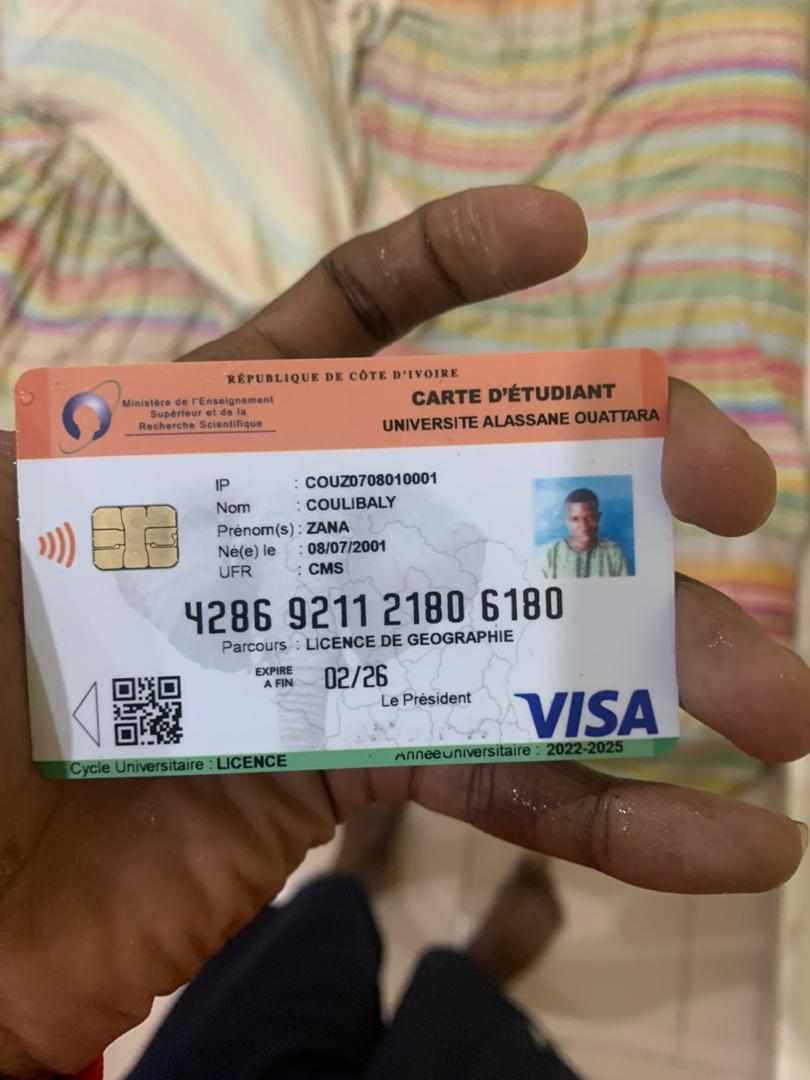 RÉPUBLIQUE DE CÔTE D'IVOIRE
Ministère de l'Enseignement
Supérieur et de la
Recherche Scientifique
CARTE D'ÉTUDIANT
UNIVERSITE ALASSANE OUATTARA
IP : COUZ0708010001
Nom : COULIBALY
Prénom(s) : ZANA
Né(e) le : 08/07/2001
UFR : CMS
4286 9211 2180 6180
Parcours : LICENCE DE GEOGRAPHIE
EXPIRE
A FIN 02/26
Le Président
VISA
Cycle Universitaire : LICENCE
AnnéeUniversitaire : 2022-2025